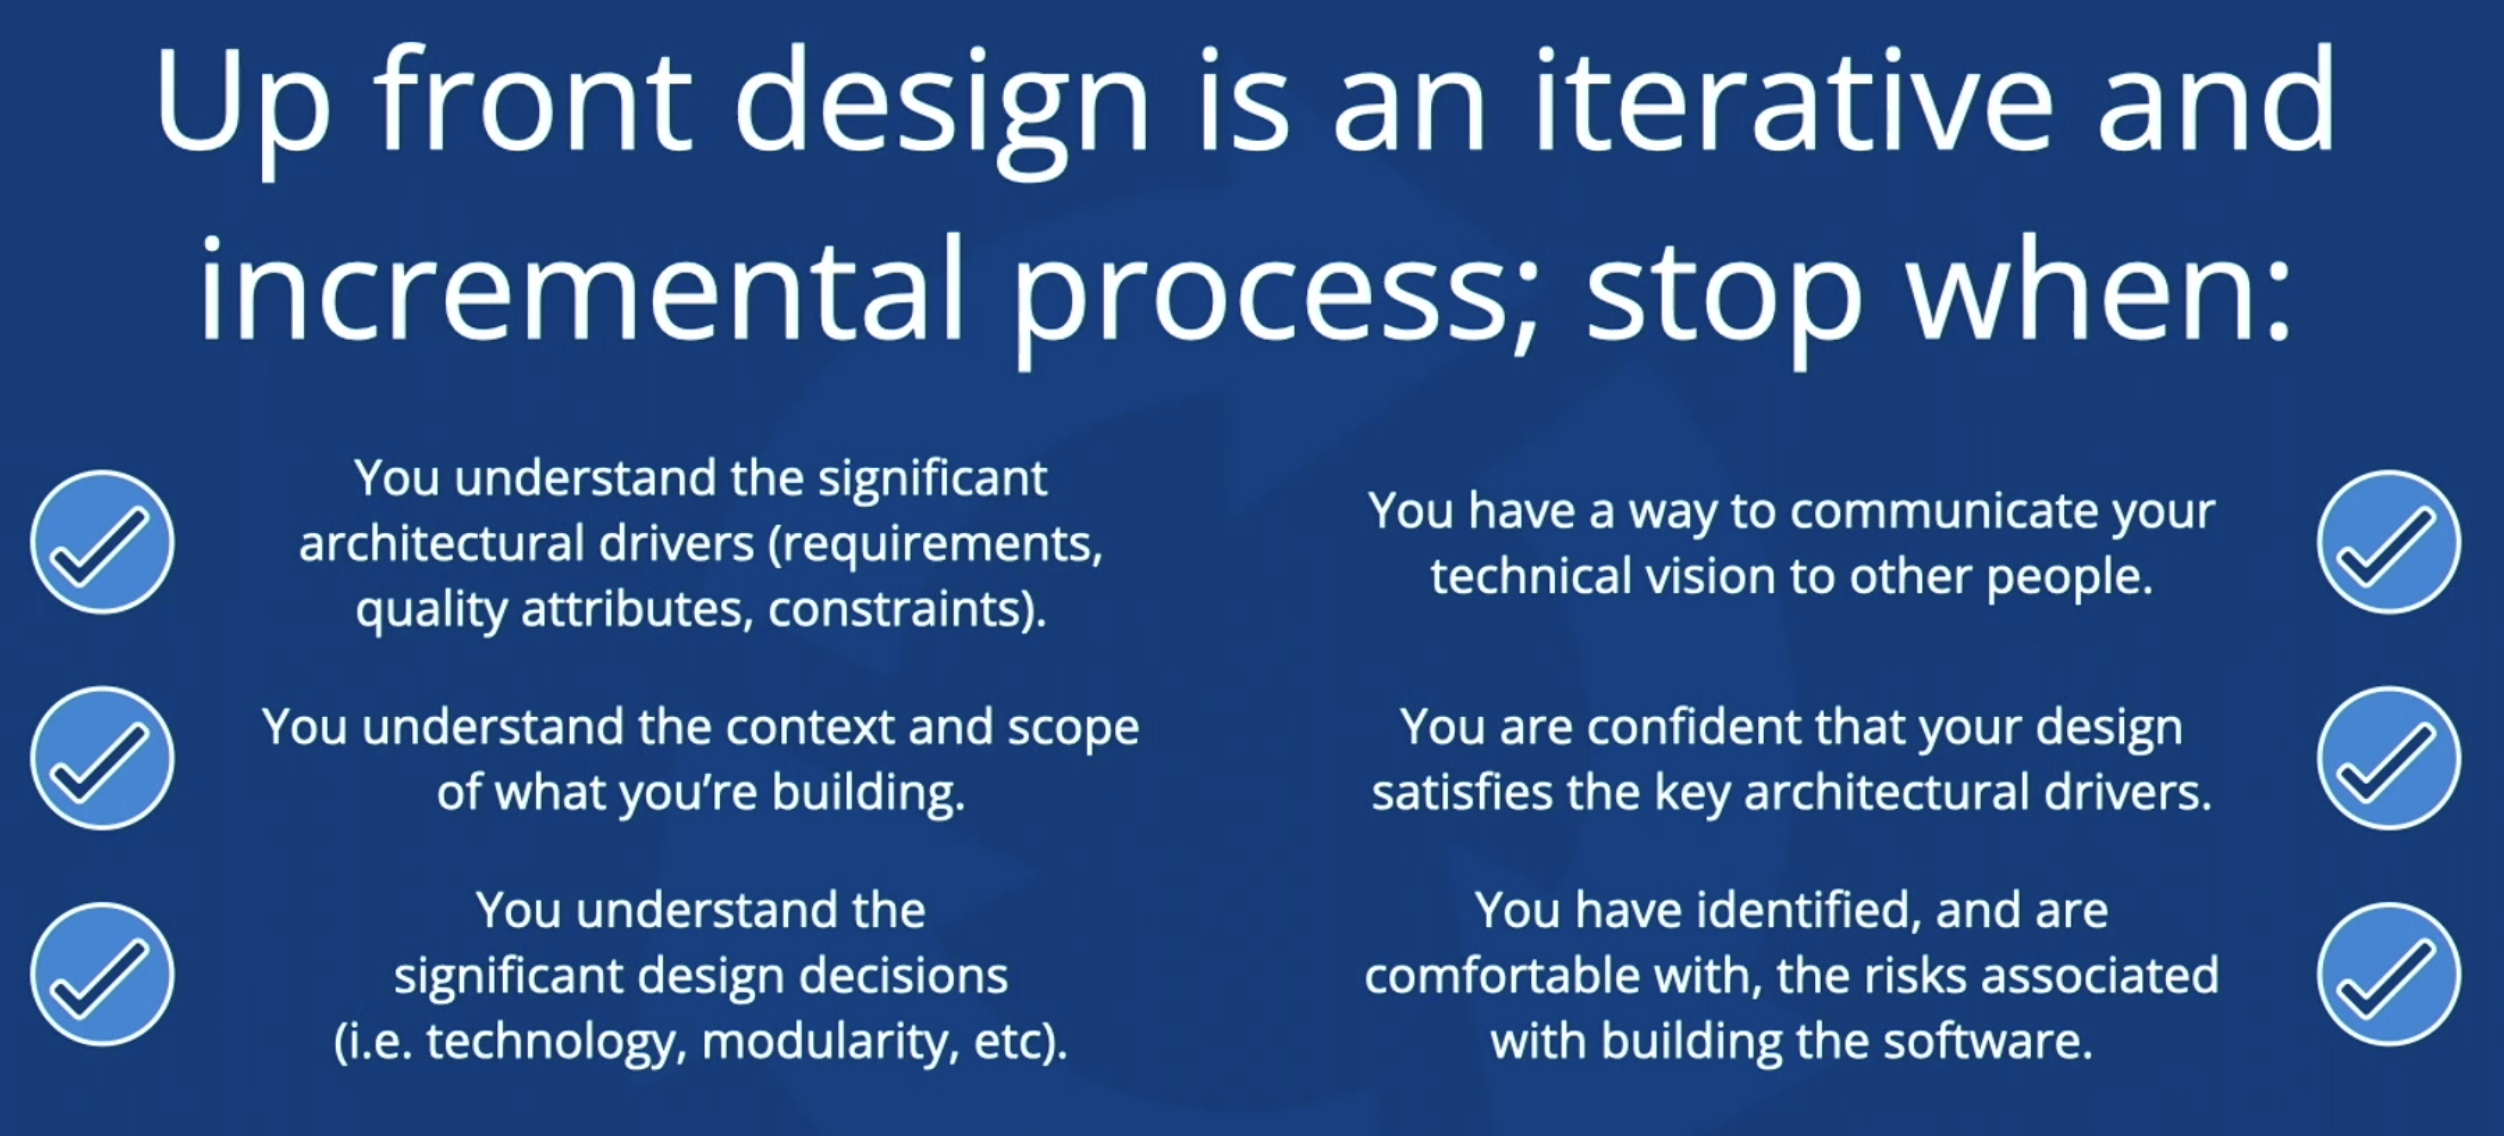 Up front design is an iterative and
incremental process; stop when:
You understand the significant
architectural drivers (requirements,
quality attributes, constraints).
You understand the context and scope
of what you’re building.
You understand the
significant design decisions
(i.e. technology, modularity, etc).
You have a way to communicate your
technical vision to other people.
You are confident that your design
satisfies the key architectural drivers.
You have identified, and are
comfortable with, the risks associated
with building the software.